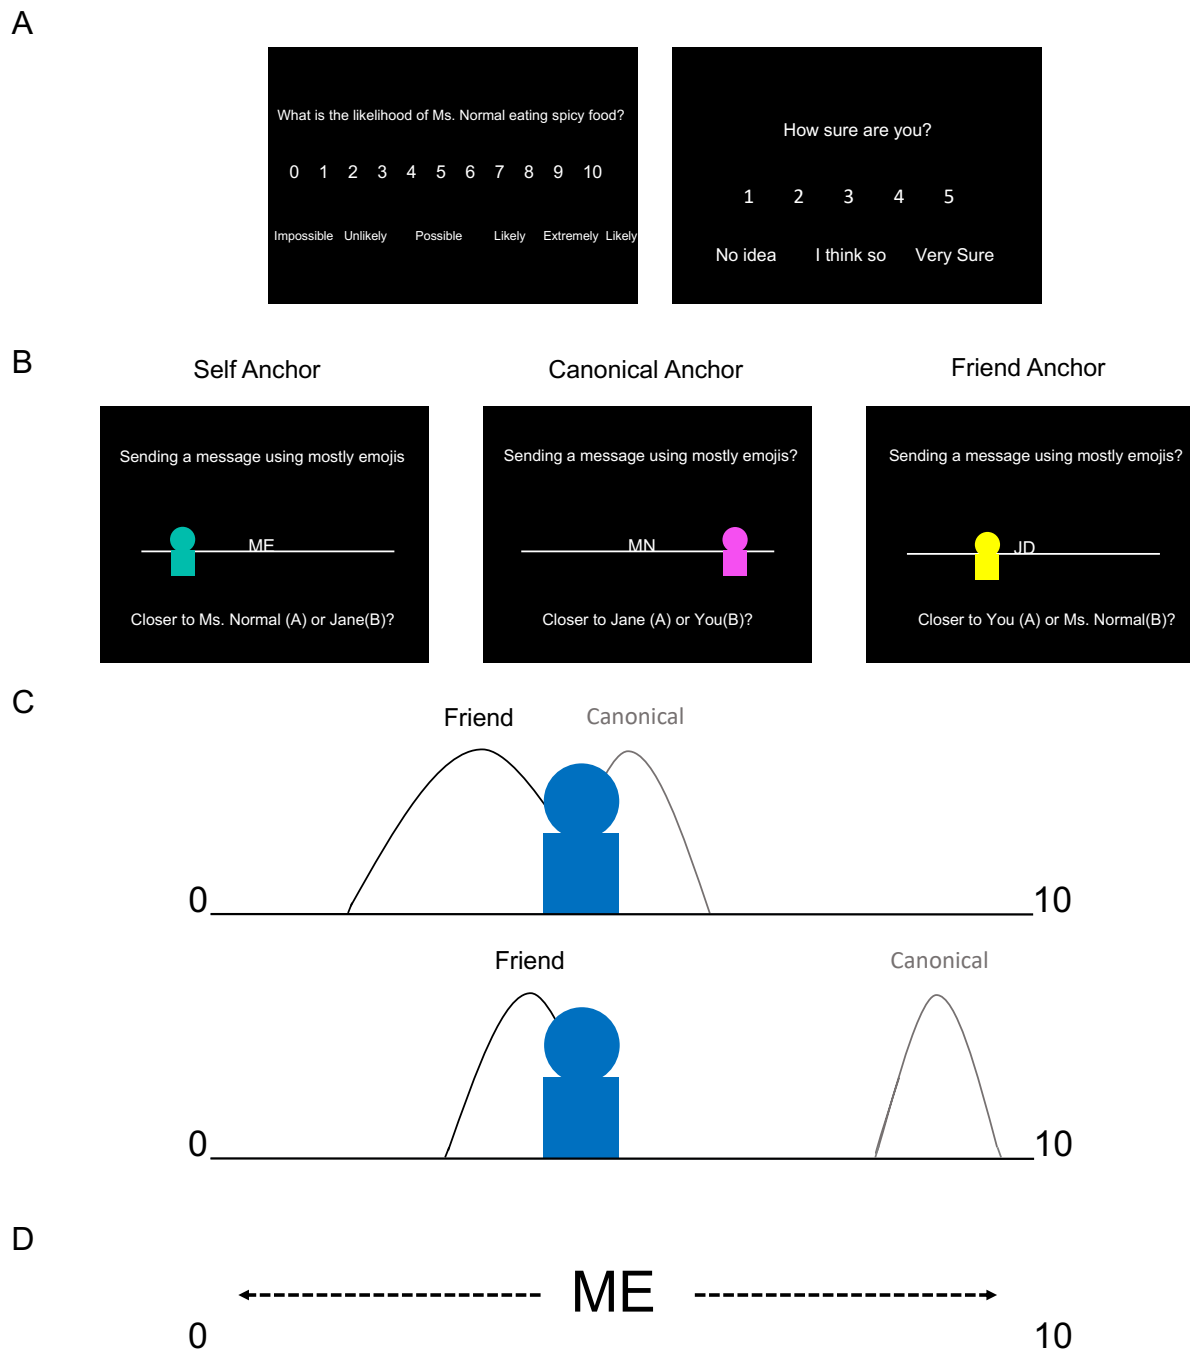 A
What is the likelihood of Ms. Normal eating spicy food?
0 1 2 3 4 5 6 7 8 9 10
Impossible Unlikely Possible Likely Extremely Likely
How sure are you?
1 2 3 4 5
No idea I think so Very Sure
B
Self Anchor
Sending a message using mostly emojis
ME
Closer to Ms. Normal (A) or Jane(B)?
Canonical Anchor
Sending a message using mostly emojis?
MN
Closer to Jane (A) or You(B)?
Friend Anchor
Sending a message using mostly emojis?
JD
Closer to You (A) or Ms. Normal(B)?
C
Friend Canonical
0 10
Friend Canonical
0 10
D
ME
0 10